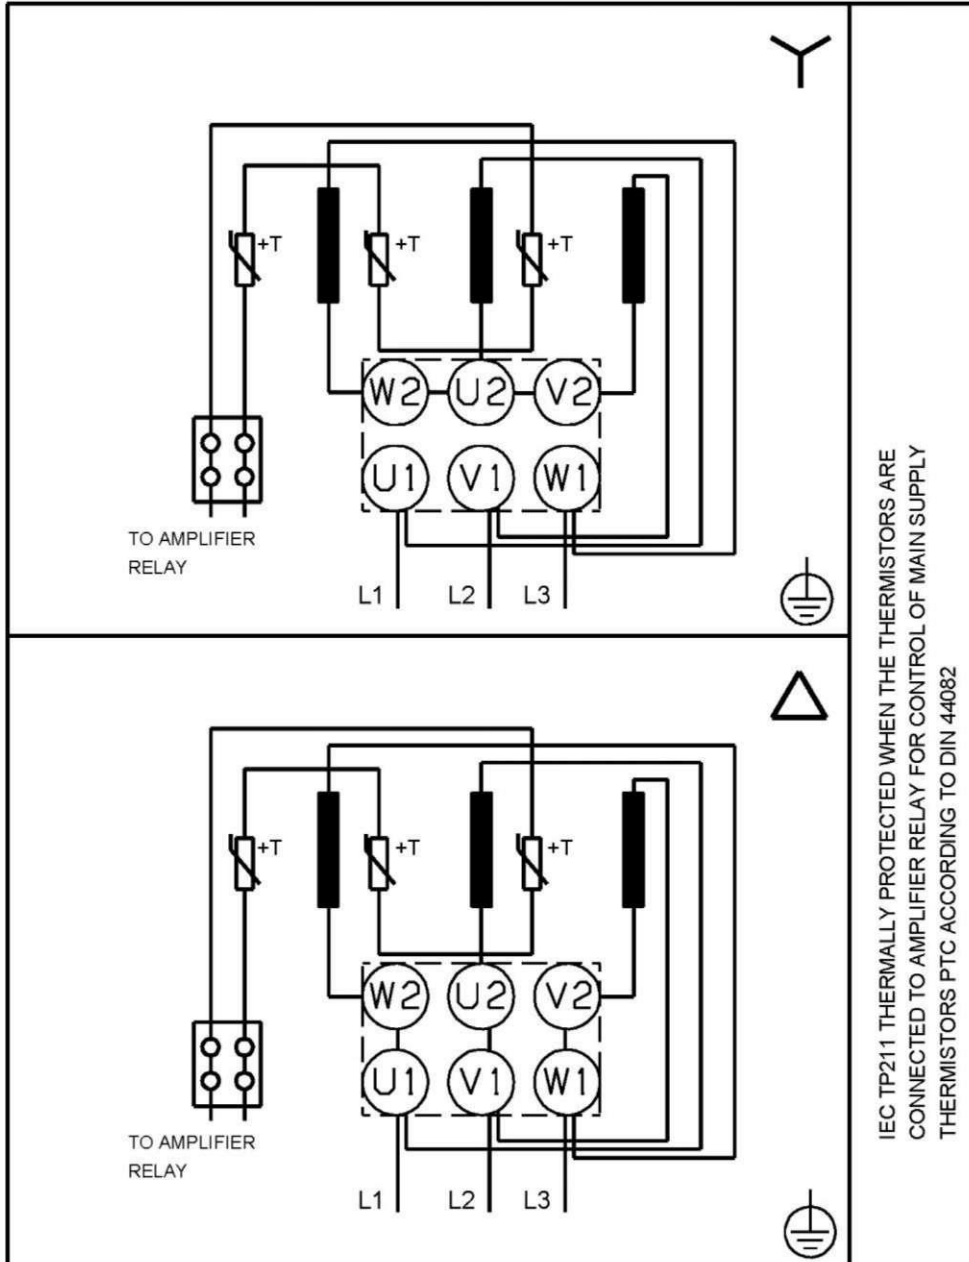 +T +T +T
W2 U2 V2
U1 V1 W1
TO AMPLIFIER
RELAY
L1 L2 L3
+T +T +T
W2 U2 V2
U1 V1 W1
TO AMPLIFIER
RELAY
L1 L2 L3
IEC TP211 THERMALLY PROTECTED WHEN THE THERMISTORS ARE
CONNECTED TO AMPLIFIER RELAY FOR CONTROL OF MAIN SUPPLY
THERMISTORS PTC ACCORDING TO DIN 44082